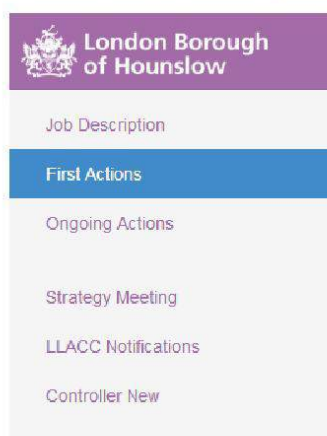 London Borough
of Hounslow
Job Description
First Actions
Ongoing Actions
Strategy Meeting
LLACC Notifications
Controller New